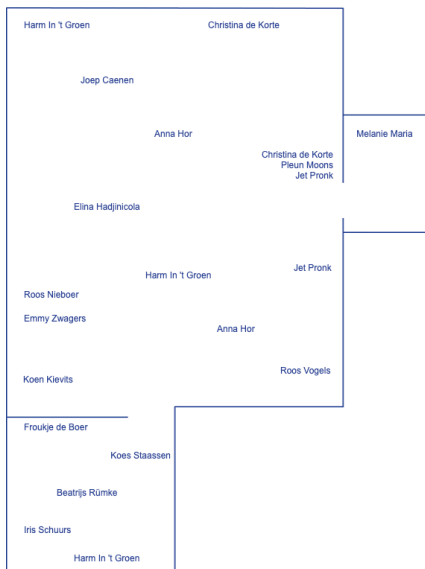 Harm In 't Groen
Christina de Korte
Joep Caenen
Anna Hor
Melanie Maria
Christina de Korte
Pleun Moons
Jet Pronk
Elina Hadjinicola
Jet Pronk
Harm In 't Groen
Roos Nieboer
Emmy Zwagers
Anna Hor
Roos Vogels
Koen Kievits
Froukje de Boer
Koes Staassen
Beatrijs Rümke
Iris Schuurs
Harm In 't Groen